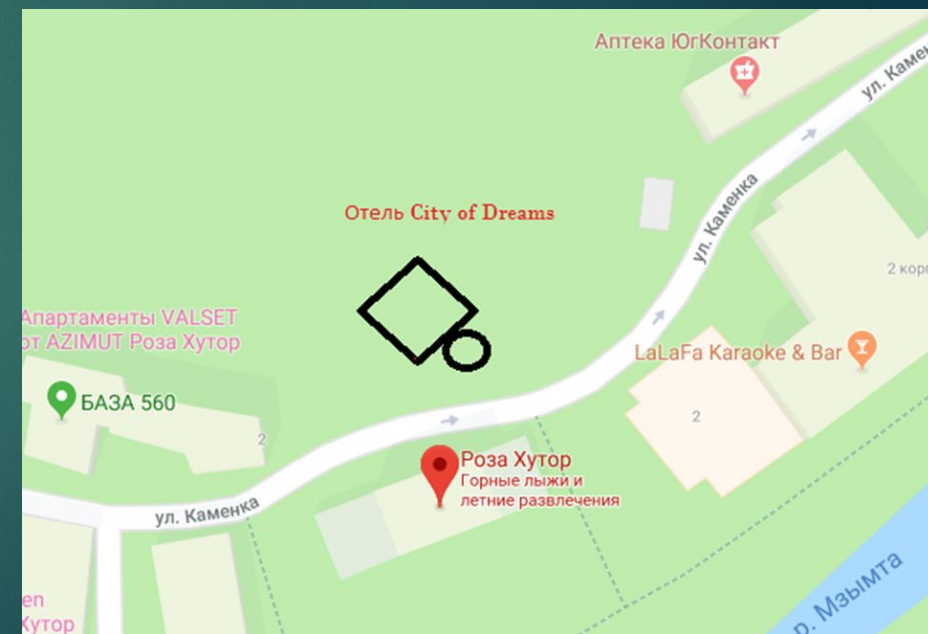 Аптека ЮгКонтакт
ул. Каменка
ул. Каменка
Отель City of Dreams
2 корп
Апартаменты VALSET
от AZIMUT Роза Хутор
LaLaFa Karaoke & Bar
БАЗА 560
2
2
Роза Хутор
Горные лыжи и
летние развлечения
ул. Каменка
р. Мзымта
en
Хутор